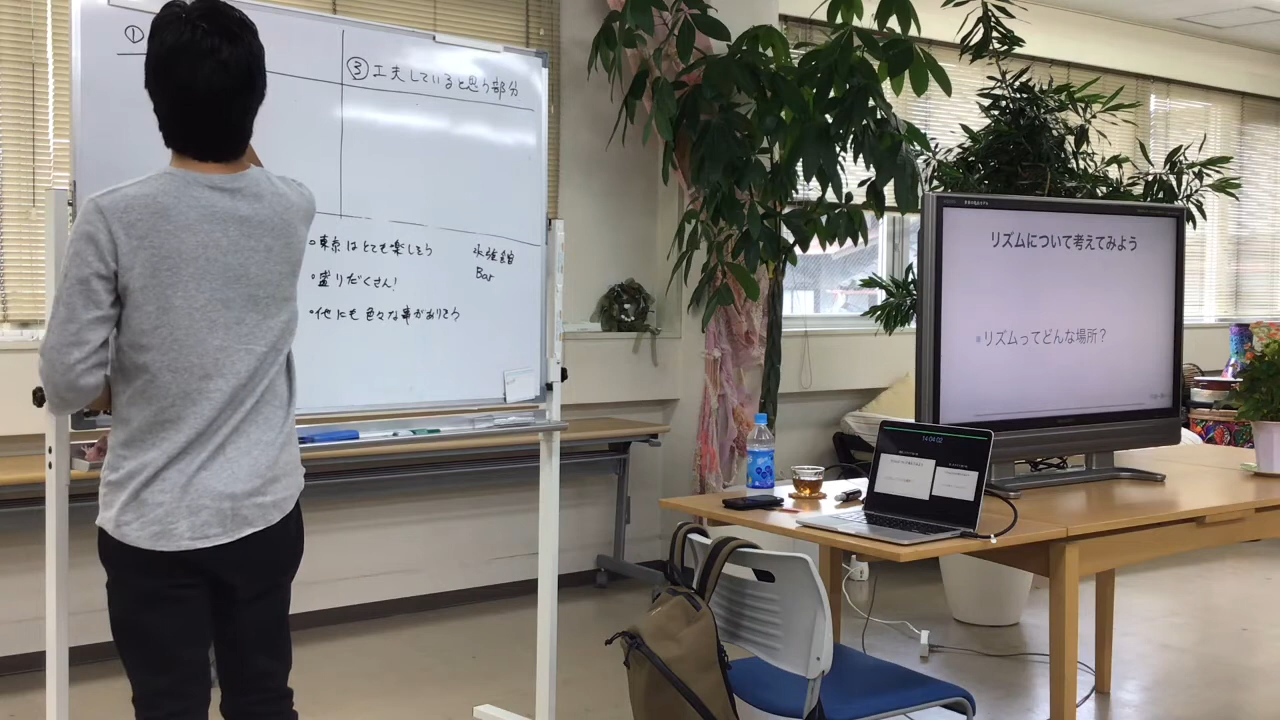 ①
③工夫していると思う部分
・東京はとても楽しそう
・盛りだくさん!
・他にも色々な事がありそう
Bar
リズムについて考えてみよう
リズムってどんな場所？
14:04:02